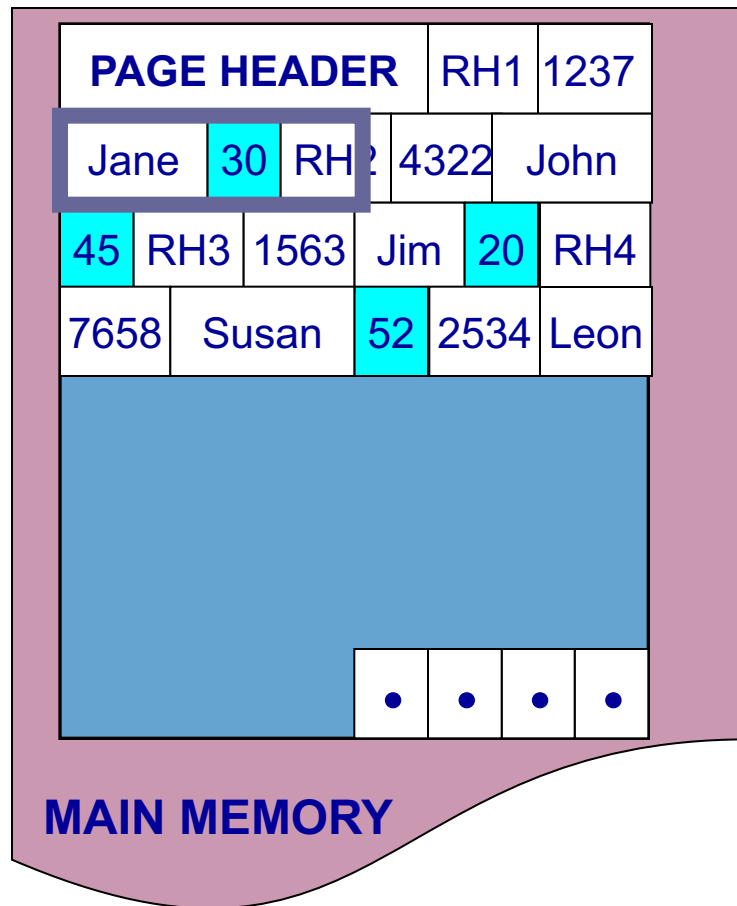 PAGE HEADER RH1 1237
Jane 30 RH2 4322 John
45 RH3 1563 Jim 20 RH4
7658 Susan 52 2534 Leon
MAIN MEMORY